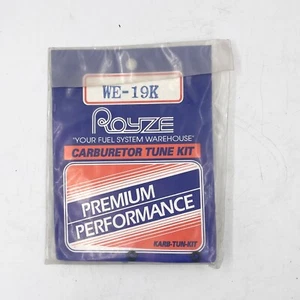 WE-19K
ROYZE
"YOUR FUEL SYSTEM WAREHOUSE"
CARBURETOR TUNE KIT
PREMIUM
PERFORMANCE
KARB-TUN-KIT